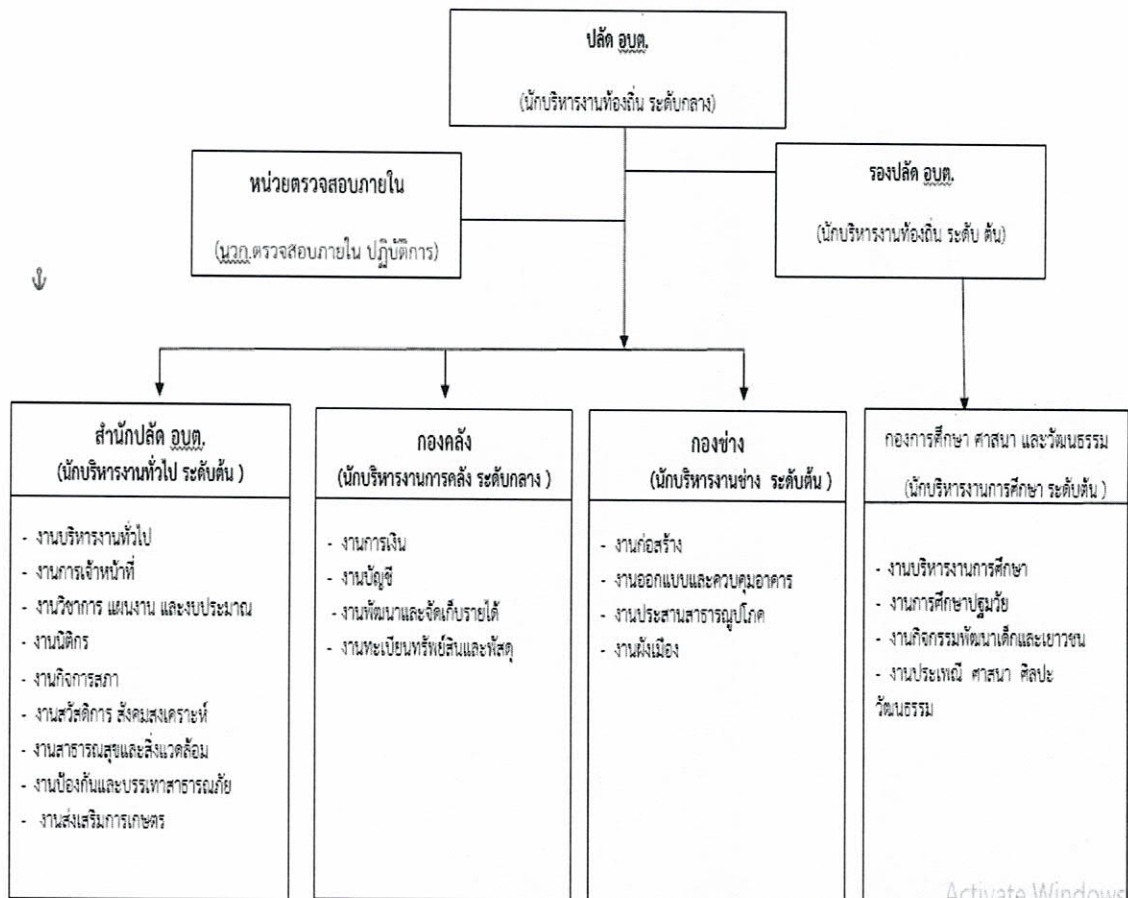 ปลัด อบต.
(นักบริหารงานท้องถิ่น ระดับกลาง)
หน่วยตรวจสอบภายใน
(นวก.ตรวจสอบภายใน ปฏิบัติการ)
รองปลัด อบต.
(นักบริหารงานท้องถิ่น ระดับ ต้น)
สำนักปลัด อบต.
(นักบริหารงานทั่วไป ระดับต้น )
- งานบริหารงานทั่วไป
- งานการเจ้าหน้าที่
- งานวิชาการ แผนงาน และงบประมาณ
- งานนิติกร
- งานกิจการสภา
- งานสวัสดิการ สังคมสงเคราะห์
- งานสาธารณสุขและสิ่งแวดล้อม
- งานป้องกันและบรรเทาสาธารณภัย
- งานส่งเสริมการเกษตร
กองคลัง
(นักบริหารงานการคลัง ระดับกลาง )
- งานการเงิน
- งานบัญชี
- งานพัฒนาและจัดเก็บรายได้
- งานทะเบียนทรัพย์สินและพัสดุ
กองช่าง
(นักบริหารงานช่าง ระดับต้น )
- งานก่อสร้าง
- งานออกแบบและควบคุมอาคาร
- งานประสานสาธารณูปโภค
- งานผังเมือง
กองการศึกษา ศาสนา และวัฒนธรรม
(นักบริหารงานการศึกษา ระดับต้น )
- งานบริหารงานการศึกษา
- งานการศึกษาปฐมวัย
- งานกิจกรรมพัฒนาเด็กและเยาวชน
- งานประเพณี ศาสนา ศิลปะ
วัฒนธรรม
Activate Windows